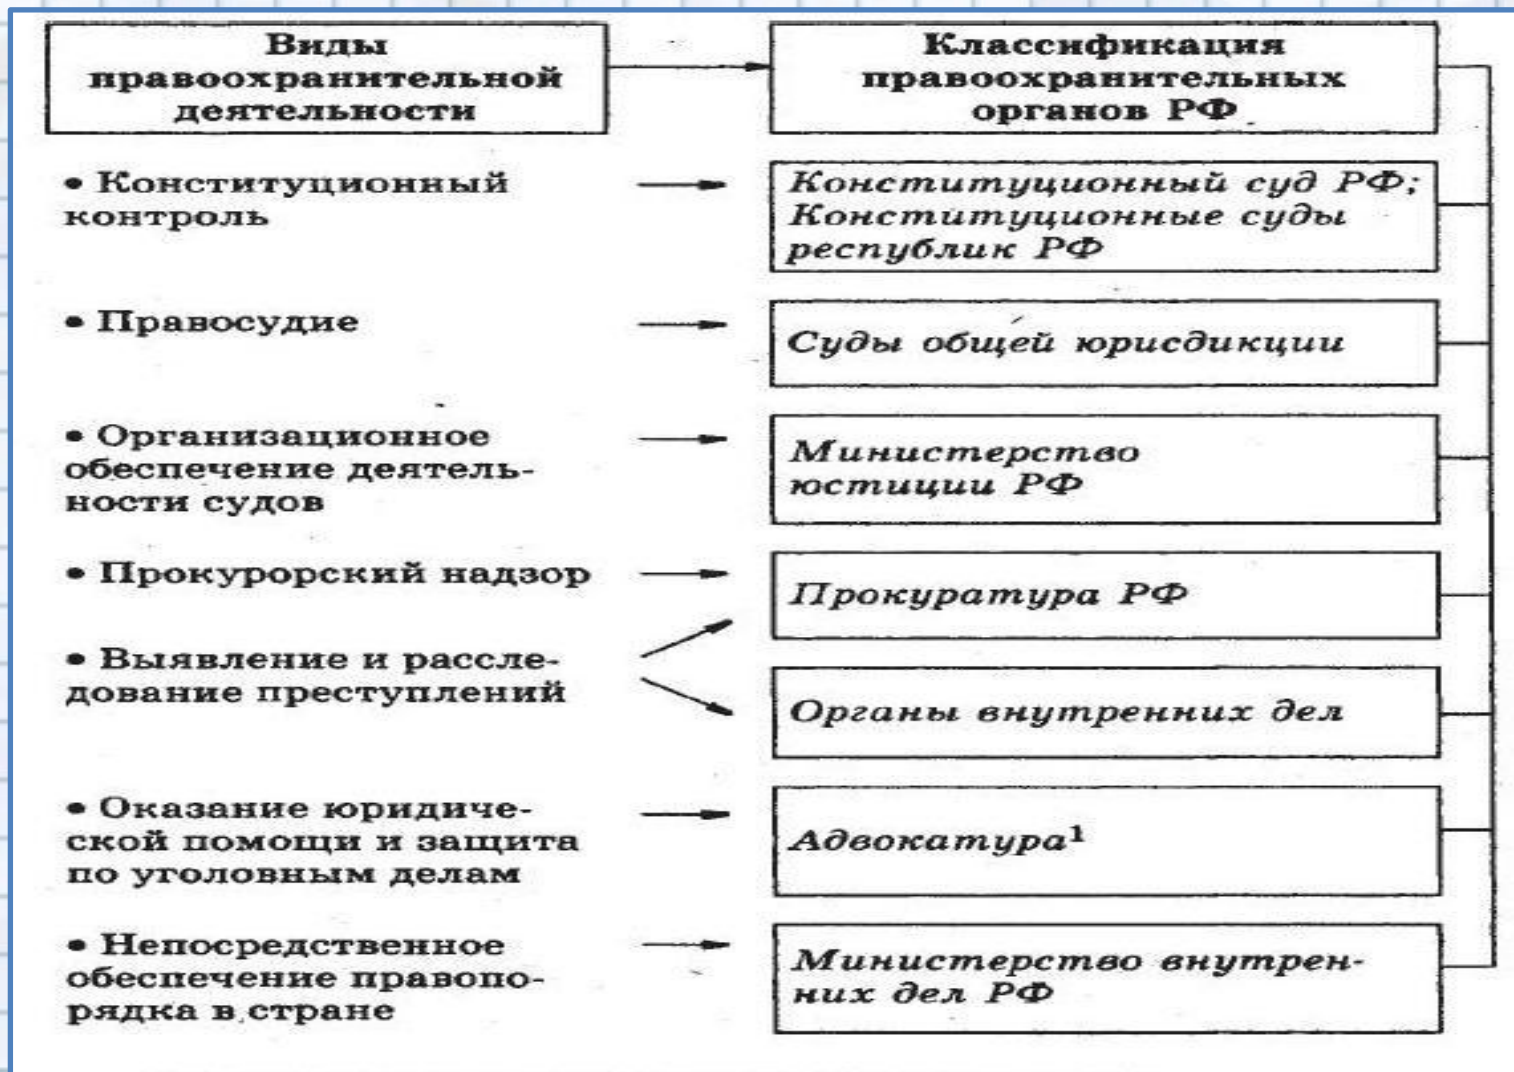 Виды
правоохранительной
деятельности
Классификация
правоохранительных
органов РФ
• Конституционный
контроль
Конституционный суд РФ;
Конституционные суды
республик РФ
• Правосудие
Суды общей юрисдикции
• Организационное
обеспечение деятель-
ности судов
Министерство
юстиции РФ
• Прокурорский надзор
Прокуратура РФ
• Выявление и рассле-
дование преступлений
Органы внутренних дел
• Оказание юридиче-
ской помощи и защита
по уголовным делам
Адвокатура¹
• Непосредственное
обеспечение правопо-
рядка в стране
Министерство внутрен-
них дел РФ